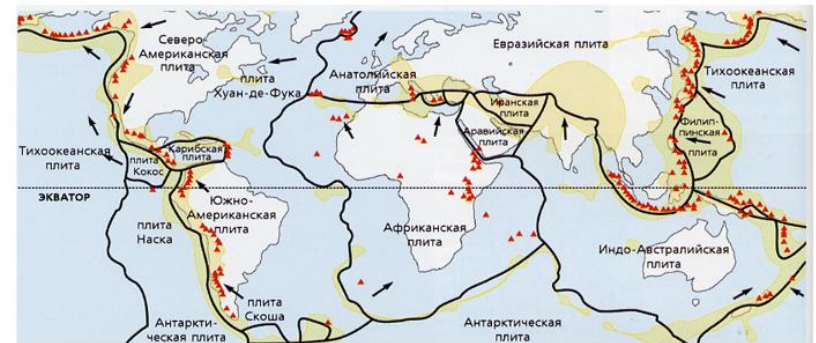 Северо-
Американская
плита
плита
Хуан-де-Фука
Евразийская плита
Анатолийская
плита
Иранская
плита
Аравийская
плита
Тихоокеанская
плита
Филип-
пинская
плита
Тихоокеанская
плита
плита
Кокос
Карибская
плита
ЭКВАТОР
Южно-
Американская
плита
плита
Наска
Африканская
плита
Индо-Австралийская
плита
плита
Скоша
Антаркти-
ческая плита
Антарктическая
плита